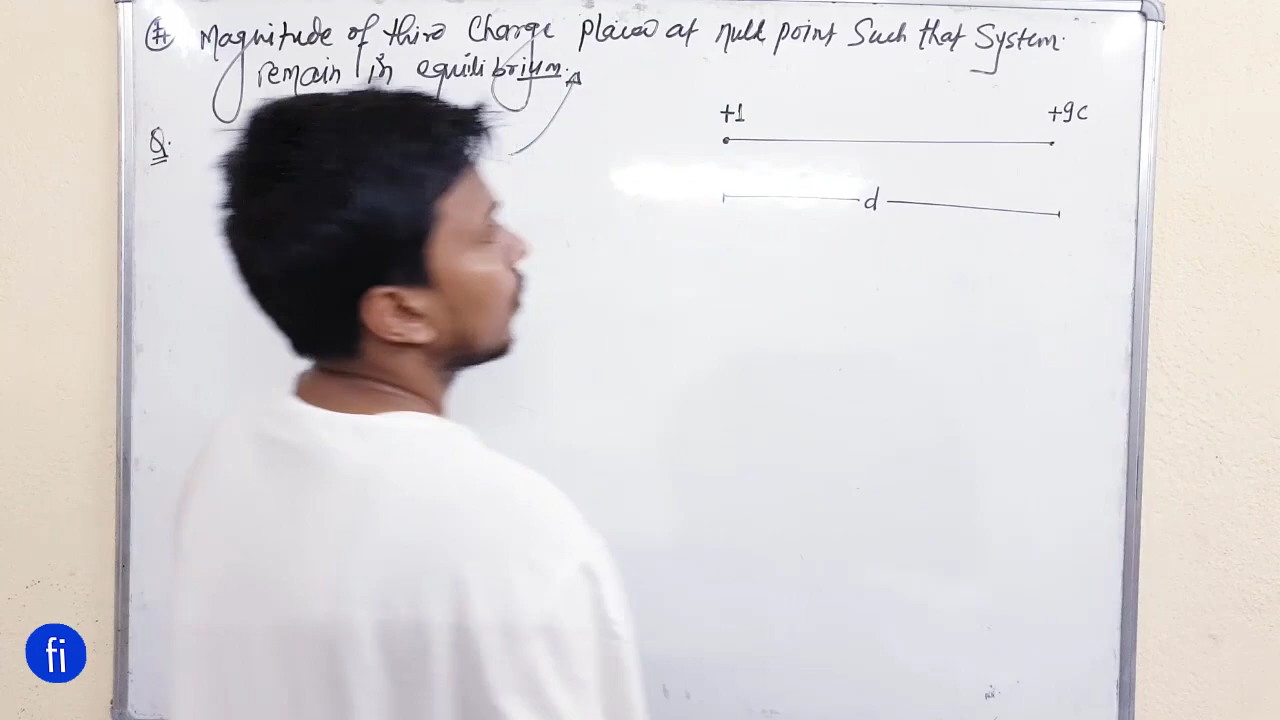 # Magnitude of third Charge placed at null point Such that System.
remain in equilibrium.
Q.
+1 +9c
d
fi